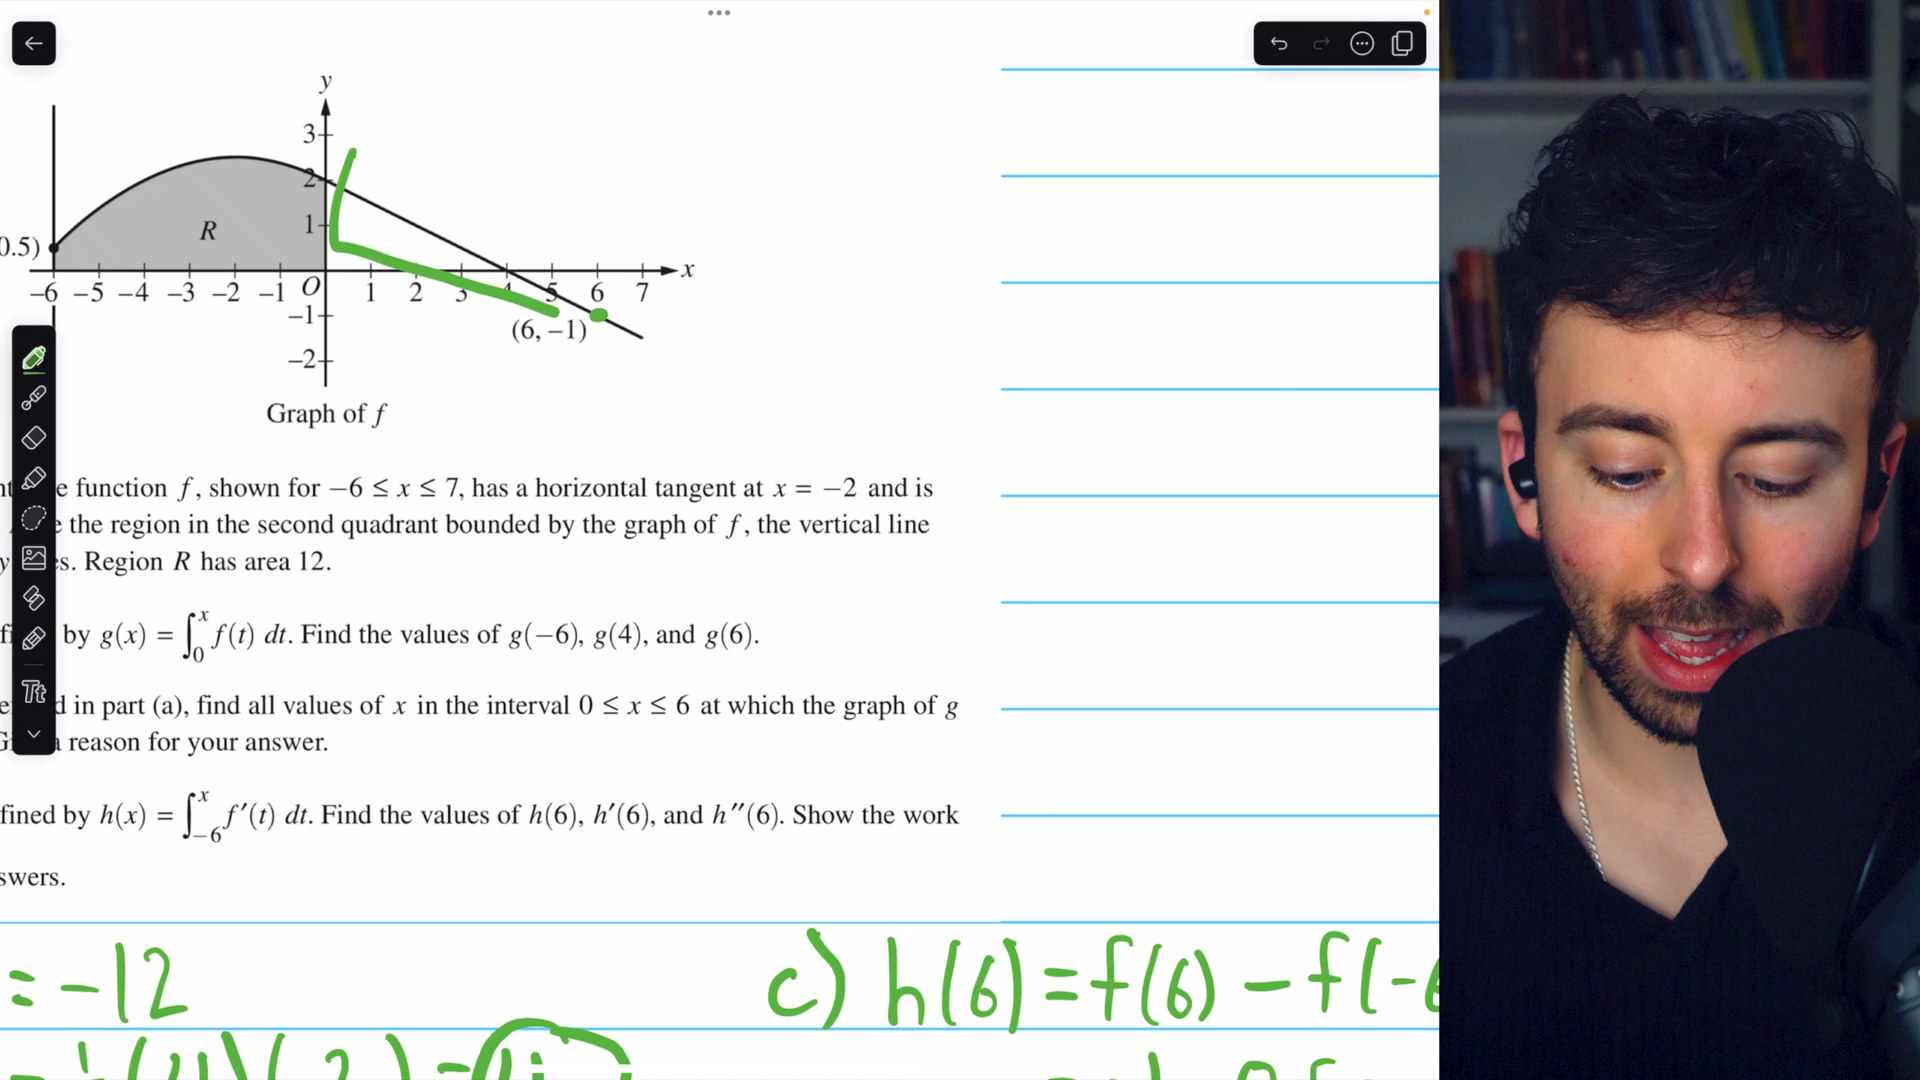 y
3
2
1
R
0.5)
x
−6 −5 −4 −3 −2 −1 O 1 2 3 4 5 6 7
−1
(6, −1)
−2
Graph of f
e function f, shown for −6 ≤ x ≤ 7, has a horizontal tangent at x = −2 and is
e the region in the second quadrant bounded by the graph of f, the vertical line
y s. Region R has area 12.
by g(x) = ∫₀ˣ f(t) dt. Find the values of g(−6), g(4), and g(6).
d in part (a), find all values of x in the interval 0 ≤ x ≤ 6 at which the graph of g
a reason for your answer.
fined by h(x) = ∫₋₆ˣ f′(t) dt. Find the values of h(6), h′(6), and h″(6). Show the work
swers.
= -12
c) h(6) = f(6) − f(-6
Tt